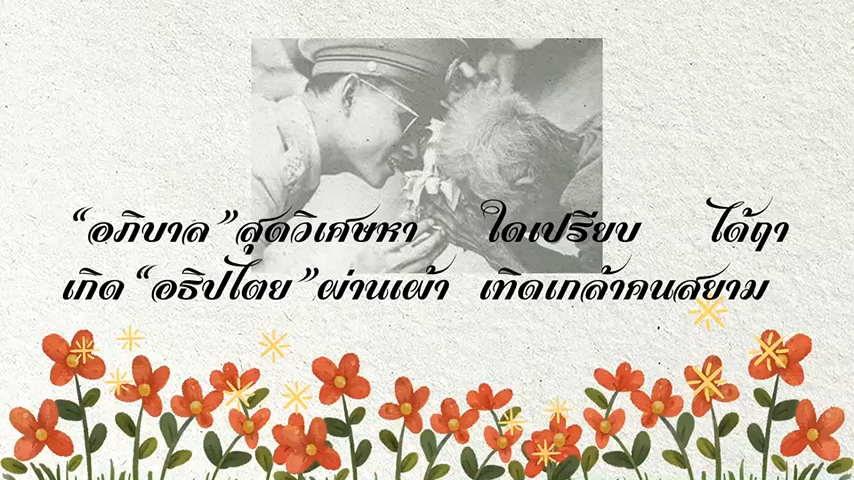 “อภิบาล”สุดวิเศษหา ใดเปรียบ ได้ฤา
เกิด“อธิปไตย”ผ่านเผ้า เทิดเกล้าคนสยาม